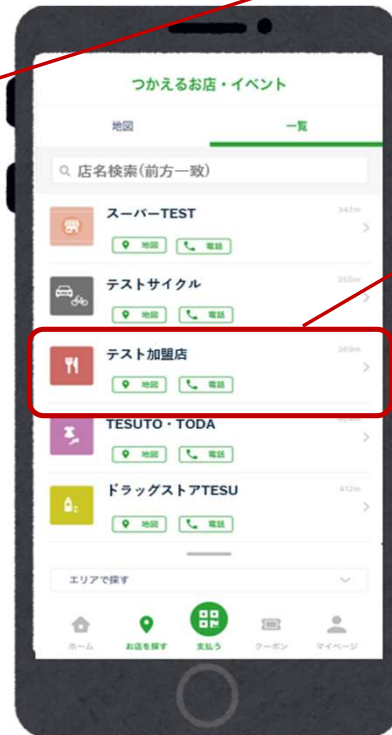 つかえるお店・イベント
地図
一覧
店名検索(前方一致)
スーパーTEST
347m
地図
電話
テストサイクル
360m
地図
電話
テスト加盟店
369m
地図
電話
TESUTO・TODA
地図
電話
ドラッグストアTESU
412m
地図
電話
エリアで探す
ホーム
お店を探す
支払う
クーポン
マイページ